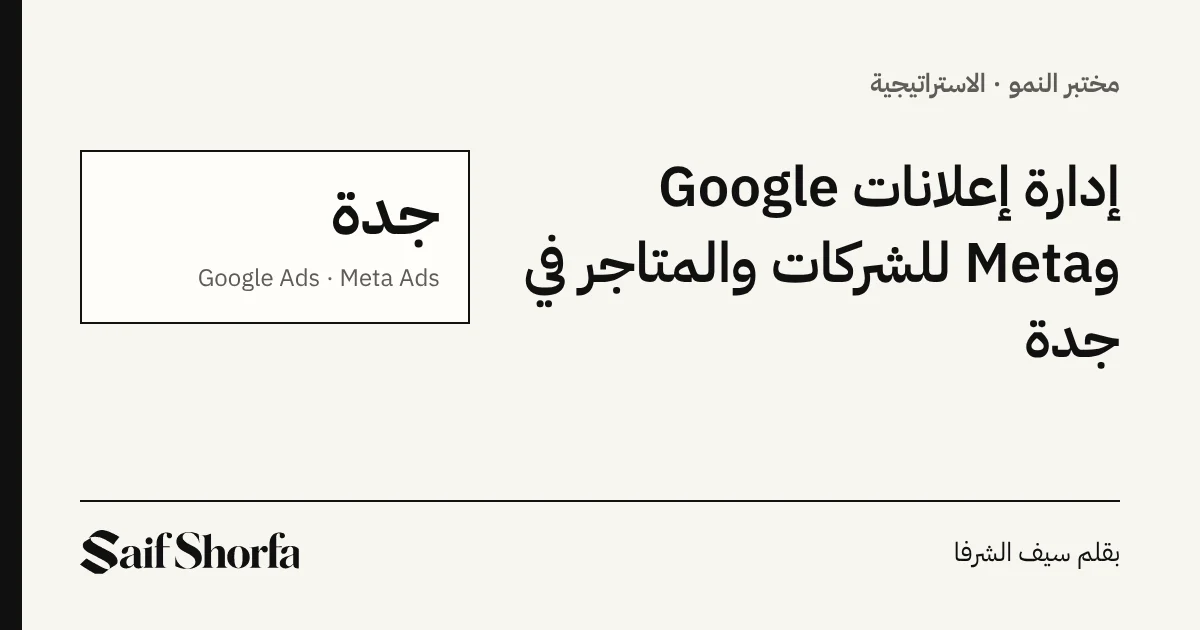 مختبر النمو · الاستراتيجية
إدارة إعلانات Google
وMeta للشركات والمتاجر في
جدة
جدة
Google Ads · Meta Ads
بقلم سيف الشرفا
Saif Shorfa